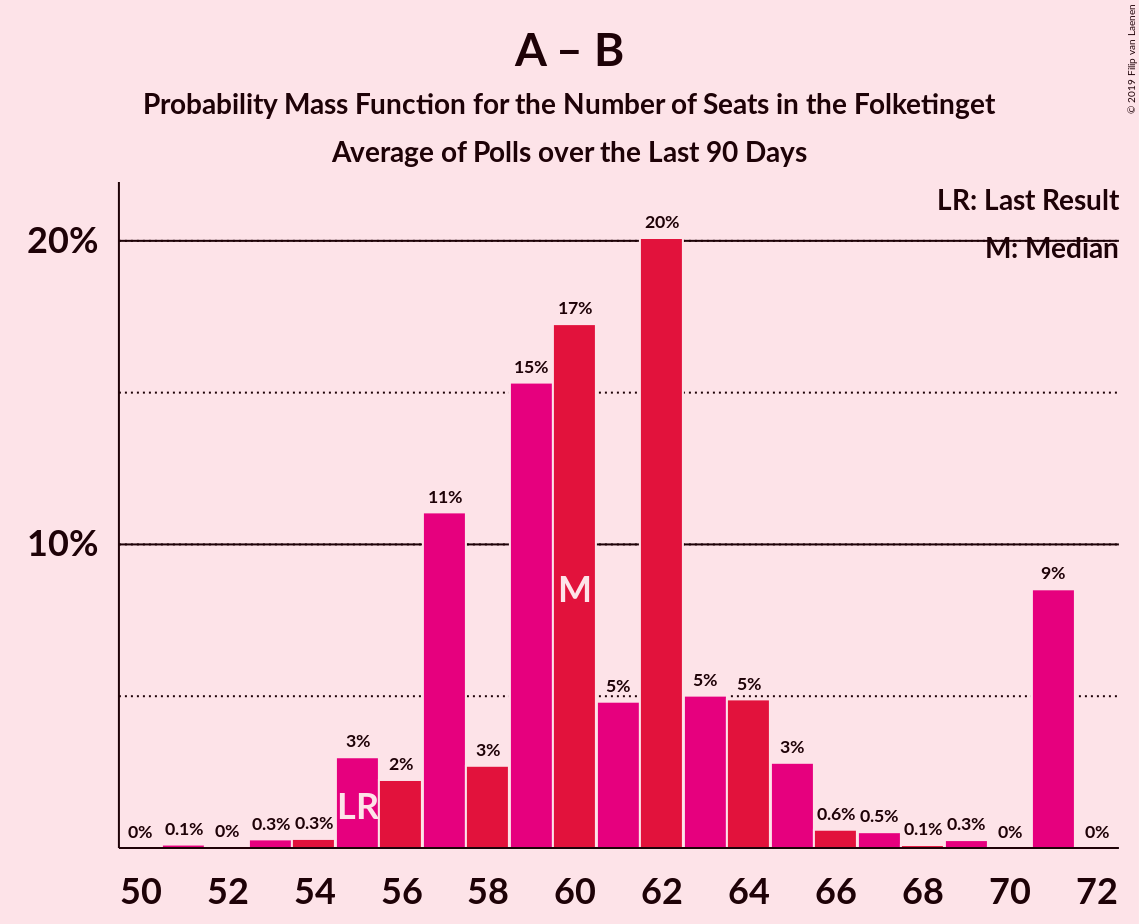 A – B
Probability Mass Function for the Number of Seats in the Folketinget
Average of Polls over the Last 90 Days
© 2019 Filip van Laenen
LR: Last Result
M: Median
20%
10%
0%
0.1%
0%
0.3%
0.3%
3%
2%
11%
3%
15%
17%
5%
20%
5%
5%
3%
0.6%
0.5%
0.1%
0.3%
0%
9%
0%
LR
M
50 52 54 56 58 60 62 64 66 68 70 72